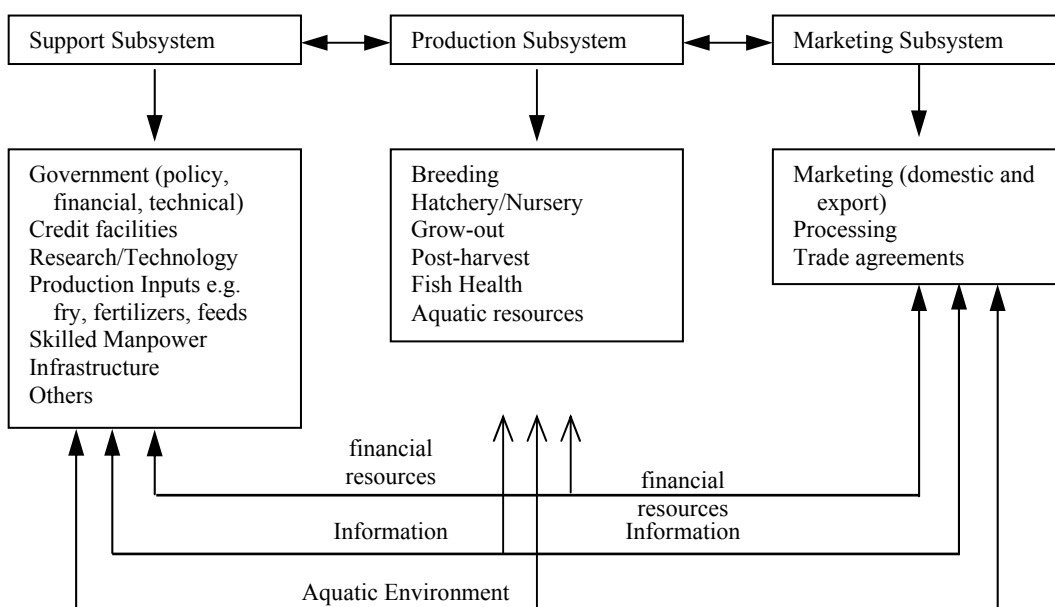 Support Subsystem
Production Subsystem
Marketing Subsystem
Government (policy,
financial, technical)
Credit facilities
Research/Technology
Production Inputs e.g.
fry, fertilizers, feeds
Skilled Manpower
Infrastructure
Others
Breeding
Hatchery/Nursery
Grow-out
Post-harvest
Fish Health
Aquatic resources
Marketing (domestic and
export)
Processing
Trade agreements
financial
resources
financial
resources
Information
Information
Aquatic Environment